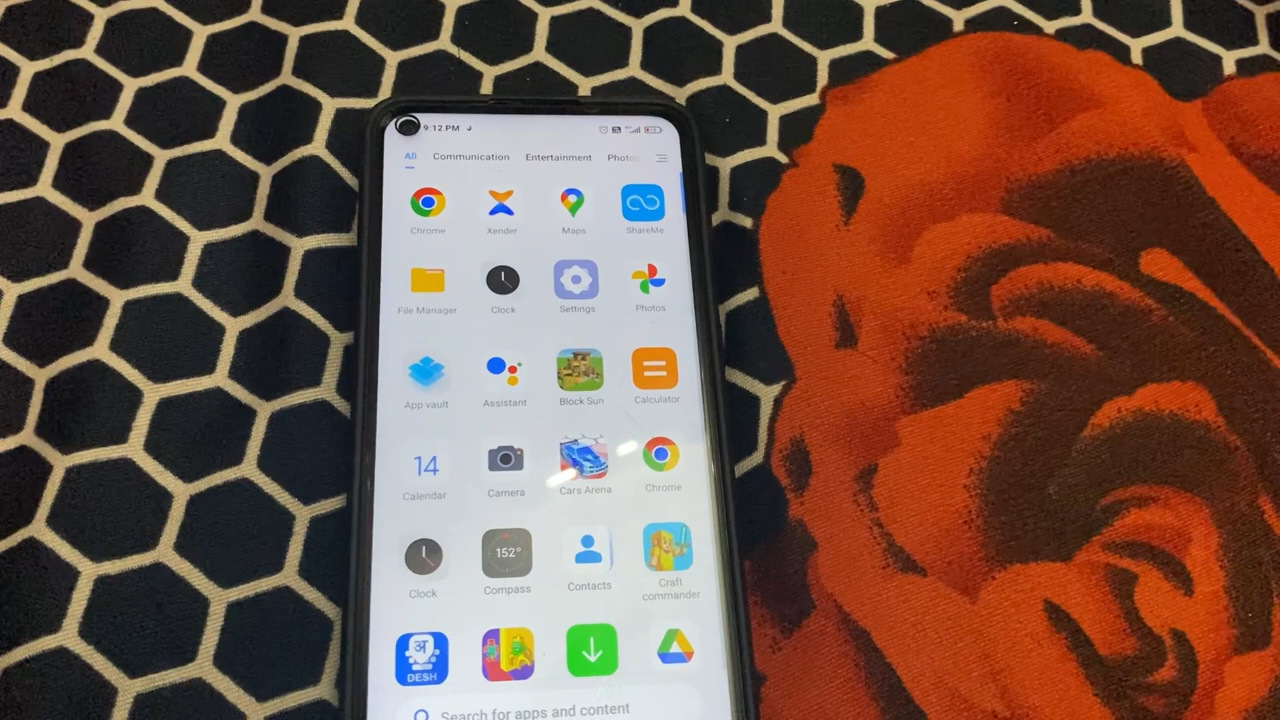 9:12 PM
All Communication Entertainment Photo
Chrome Xender Maps ShareMe
File Manager Clock Settings Photos
App vault Assistant Block Sun Calculator
14
Calendar Camera Cars Arena Chrome
152°
Clock Compass Contacts Craft commander
अ
DESH
Search for apps and content